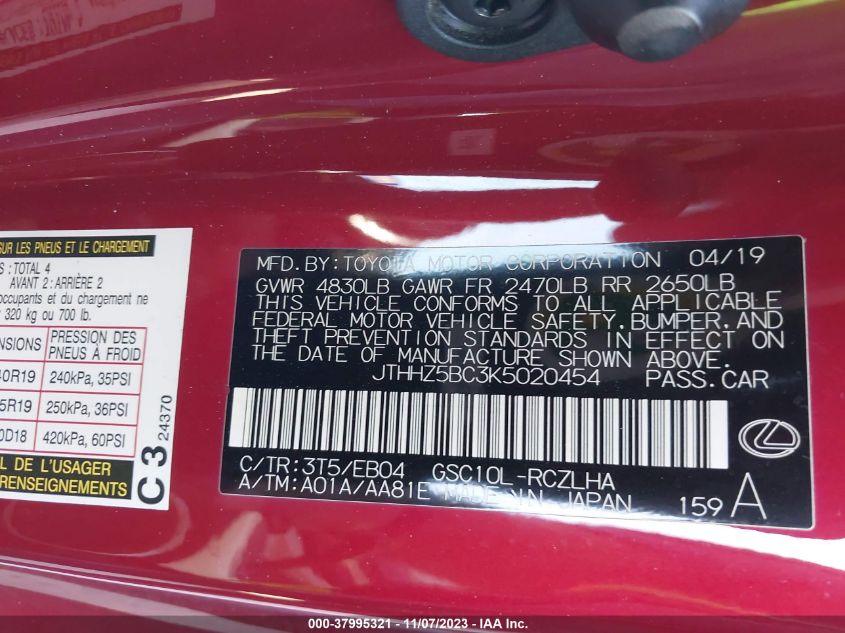 SUR LES PNEUS ET LE CHARGEMENT
: TOTAL 4
AVANT 2 : ARRIÈRE 2
occupants et du chargement ne
320 kg ou 700 lb.
PRESSION DES
PNEUS À FROID
0R19 240kPa, 35PSI
5R19 250kPa, 36PSI
0D18 420kPa, 60PSI
L DE L'USAGER
RENSEIGNEMENTS
C3 24370
MFD.BY:TOYOTA MOTOR CORPORATION 04/19
GVWR 4830LB GAWR FR 2470LB RR 2650LB
THIS VEHICLE CONFORMS TO ALL APPLICABLE
FEDERAL MOTOR VEHICLE SAFETY,BUMPER,AND
THEFT PREVENTION STANDARDS IN EFFECT ON
THE DATE OF MANUFACTURE SHOWN ABOVE.
JTHHZ5BC3K5020454 PASS.CAR
C/TR:3T5/EB04 GSC10L-RCZLHA
A/TM:A01A/AA81E MADE IN JAPAN 159 A
000-37995321 - 11/07/2023 - IAA Inc.